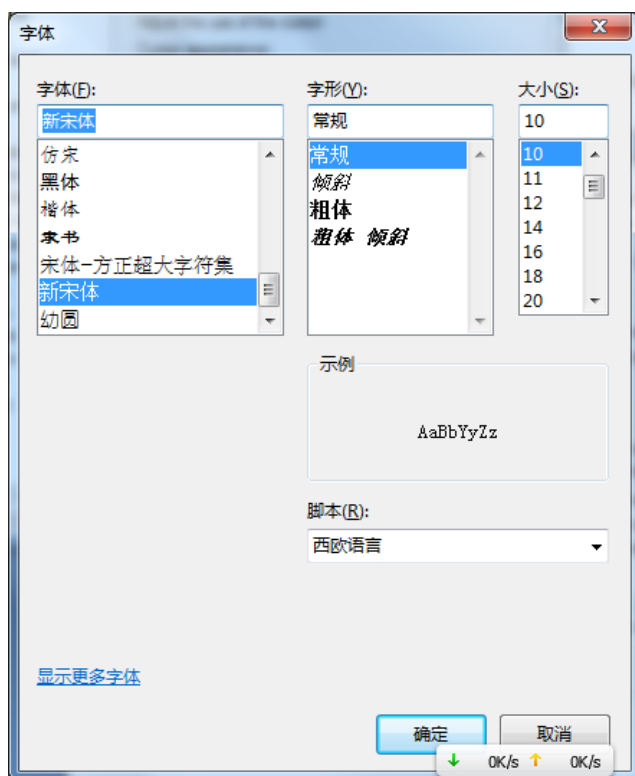 字体
字体(F):
字形(Y):
大小(S):
新宋体
常规
10
仿宋
黑体
楷体
隶书
宋体-方正超大字符集
新宋体
幼圆
常规
倾斜
粗体
粗体 倾斜
10
11
12
14
16
18
20
示例
AaBbYyZz
脚本(R):
西欧语言
显示更多字体
确定
取消
0K/s
0K/s